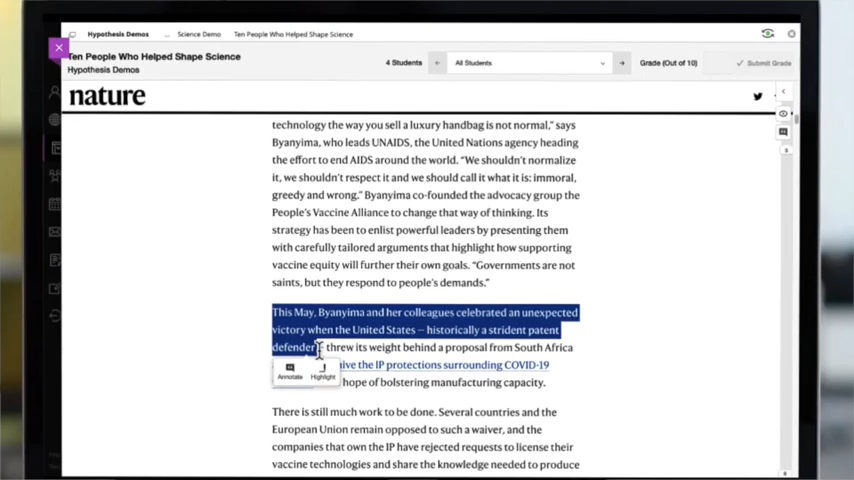 Hypothesis Demos ... Science Demo Ten People Who Helped Shape Science
Ten People Who Helped Shape Science
Hypothesis Demos
4 Students All Students Grade (Out of 10) Submit Grade
nature
technology the way you sell a luxury handbag is not normal,” says
Byanyima, who leads UNAIDS, the United Nations agency heading
the effort to end AIDS around the world. “We shouldn’t normalize
it, we shouldn’t respect it and we should call it what it is: immoral,
greedy and wrong.” Byanyima co-founded the advocacy group the
People’s Vaccine Alliance to change that way of thinking. Its
strategy has been to enlist powerful leaders by presenting them
with carefully tailored arguments that highlight how supporting
vaccine equity will further their own goals. “Governments are not
saints, but they respond to people’s demands.”
This May, Byanyima and her colleagues celebrated an unexpected
victory when the United States — historically a strident patent
defender threw its weight behind a proposal from South Africa
ive the IP protections surrounding COVID-19
hope of bolstering manufacturing capacity.
Annotate Highlight
There is still much work to be done. Several countries and the
European Union remain opposed to such a waiver, and the
companies that own the IP have rejected requests to license their
vaccine technologies and share the knowledge needed to produce